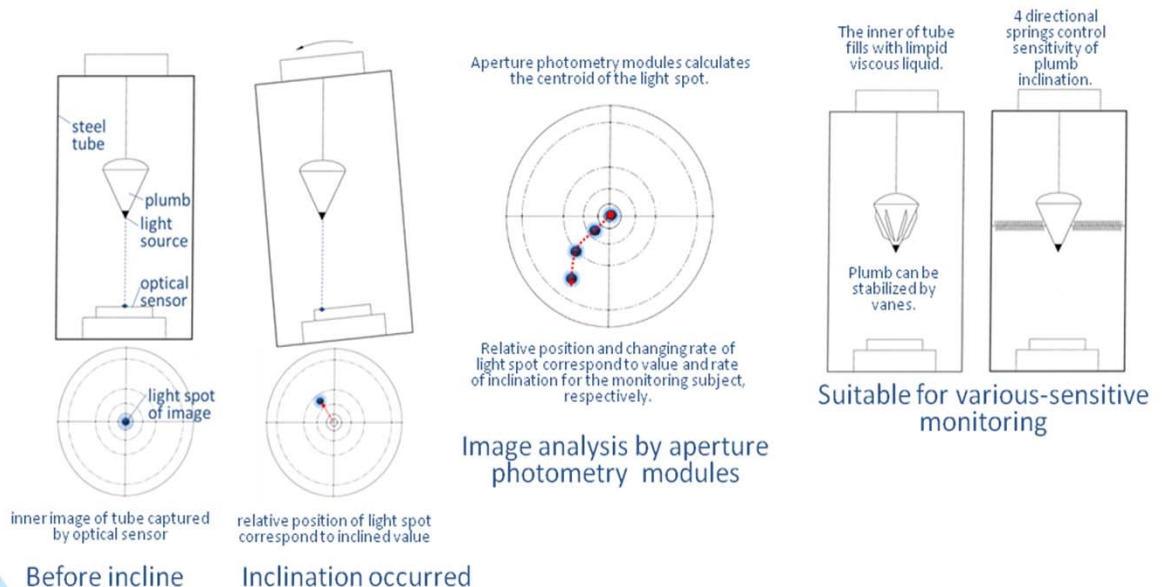 steel
tube
plumb
light
source
optical
sensor
light spot
of image
inner image of tube captured
by optical sensor
Before incline
relative position of light spot
correspond to inclined value
Inclination occurred
Aperture photometry modules calculates
the centroid of the light spot.
Relative position and changing rate of
light spot correspond to value and rate
of inclination for the monitoring subject,
respectively.
Image analysis by aperture
photometry modules
The inner of tube
fills with limpid
viscous liquid.
Plumb can be
stabilized by
vanes.
4 directional
springs control
sensitivity of
plumb
inclination.
Suitable for various-sensitive
monitoring